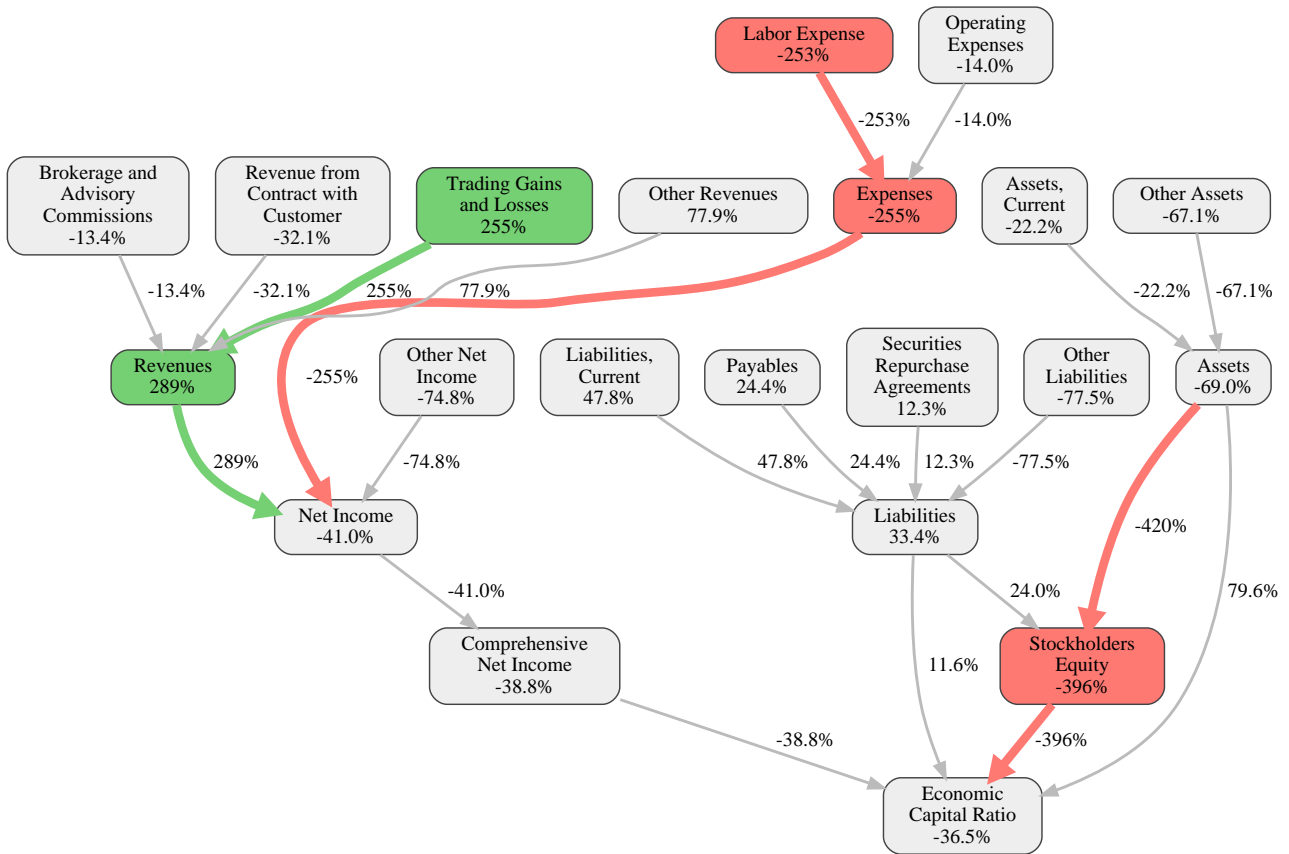 Labor Expense
-253%
Operating
Expenses
-14.0%
-253%
-14.0%
Brokerage and
Advisory
Commissions
-13.4%
Revenue from
Contract with
Customer
-32.1%
Trading Gains
and Losses
255%
Other Revenues
77.9%
Expenses
-255%
Assets,
Current
-22.2%
Other Assets
-67.1%
-13.4%
-32.1%
255%
77.9%
-22.2%
-67.1%
Revenues
289%
-255%
Other Net
Income
-74.8%
Liabilities,
Current
47.8%
Payables
24.4%
Securities
Repurchase
Agreements
12.3%
Other
Liabilities
-77.5%
Assets
-69.0%
289%
-74.8%
47.8%
24.4%
12.3%
-77.5%
-420%
Net Income
-41.0%
Liabilities
33.4%
-41.0%
24.0%
79.6%
Comprehensive
Net Income
-38.8%
11.6%
Stockholders
Equity
-396%
-38.8%
-396%
Economic
Capital Ratio
-36.5%